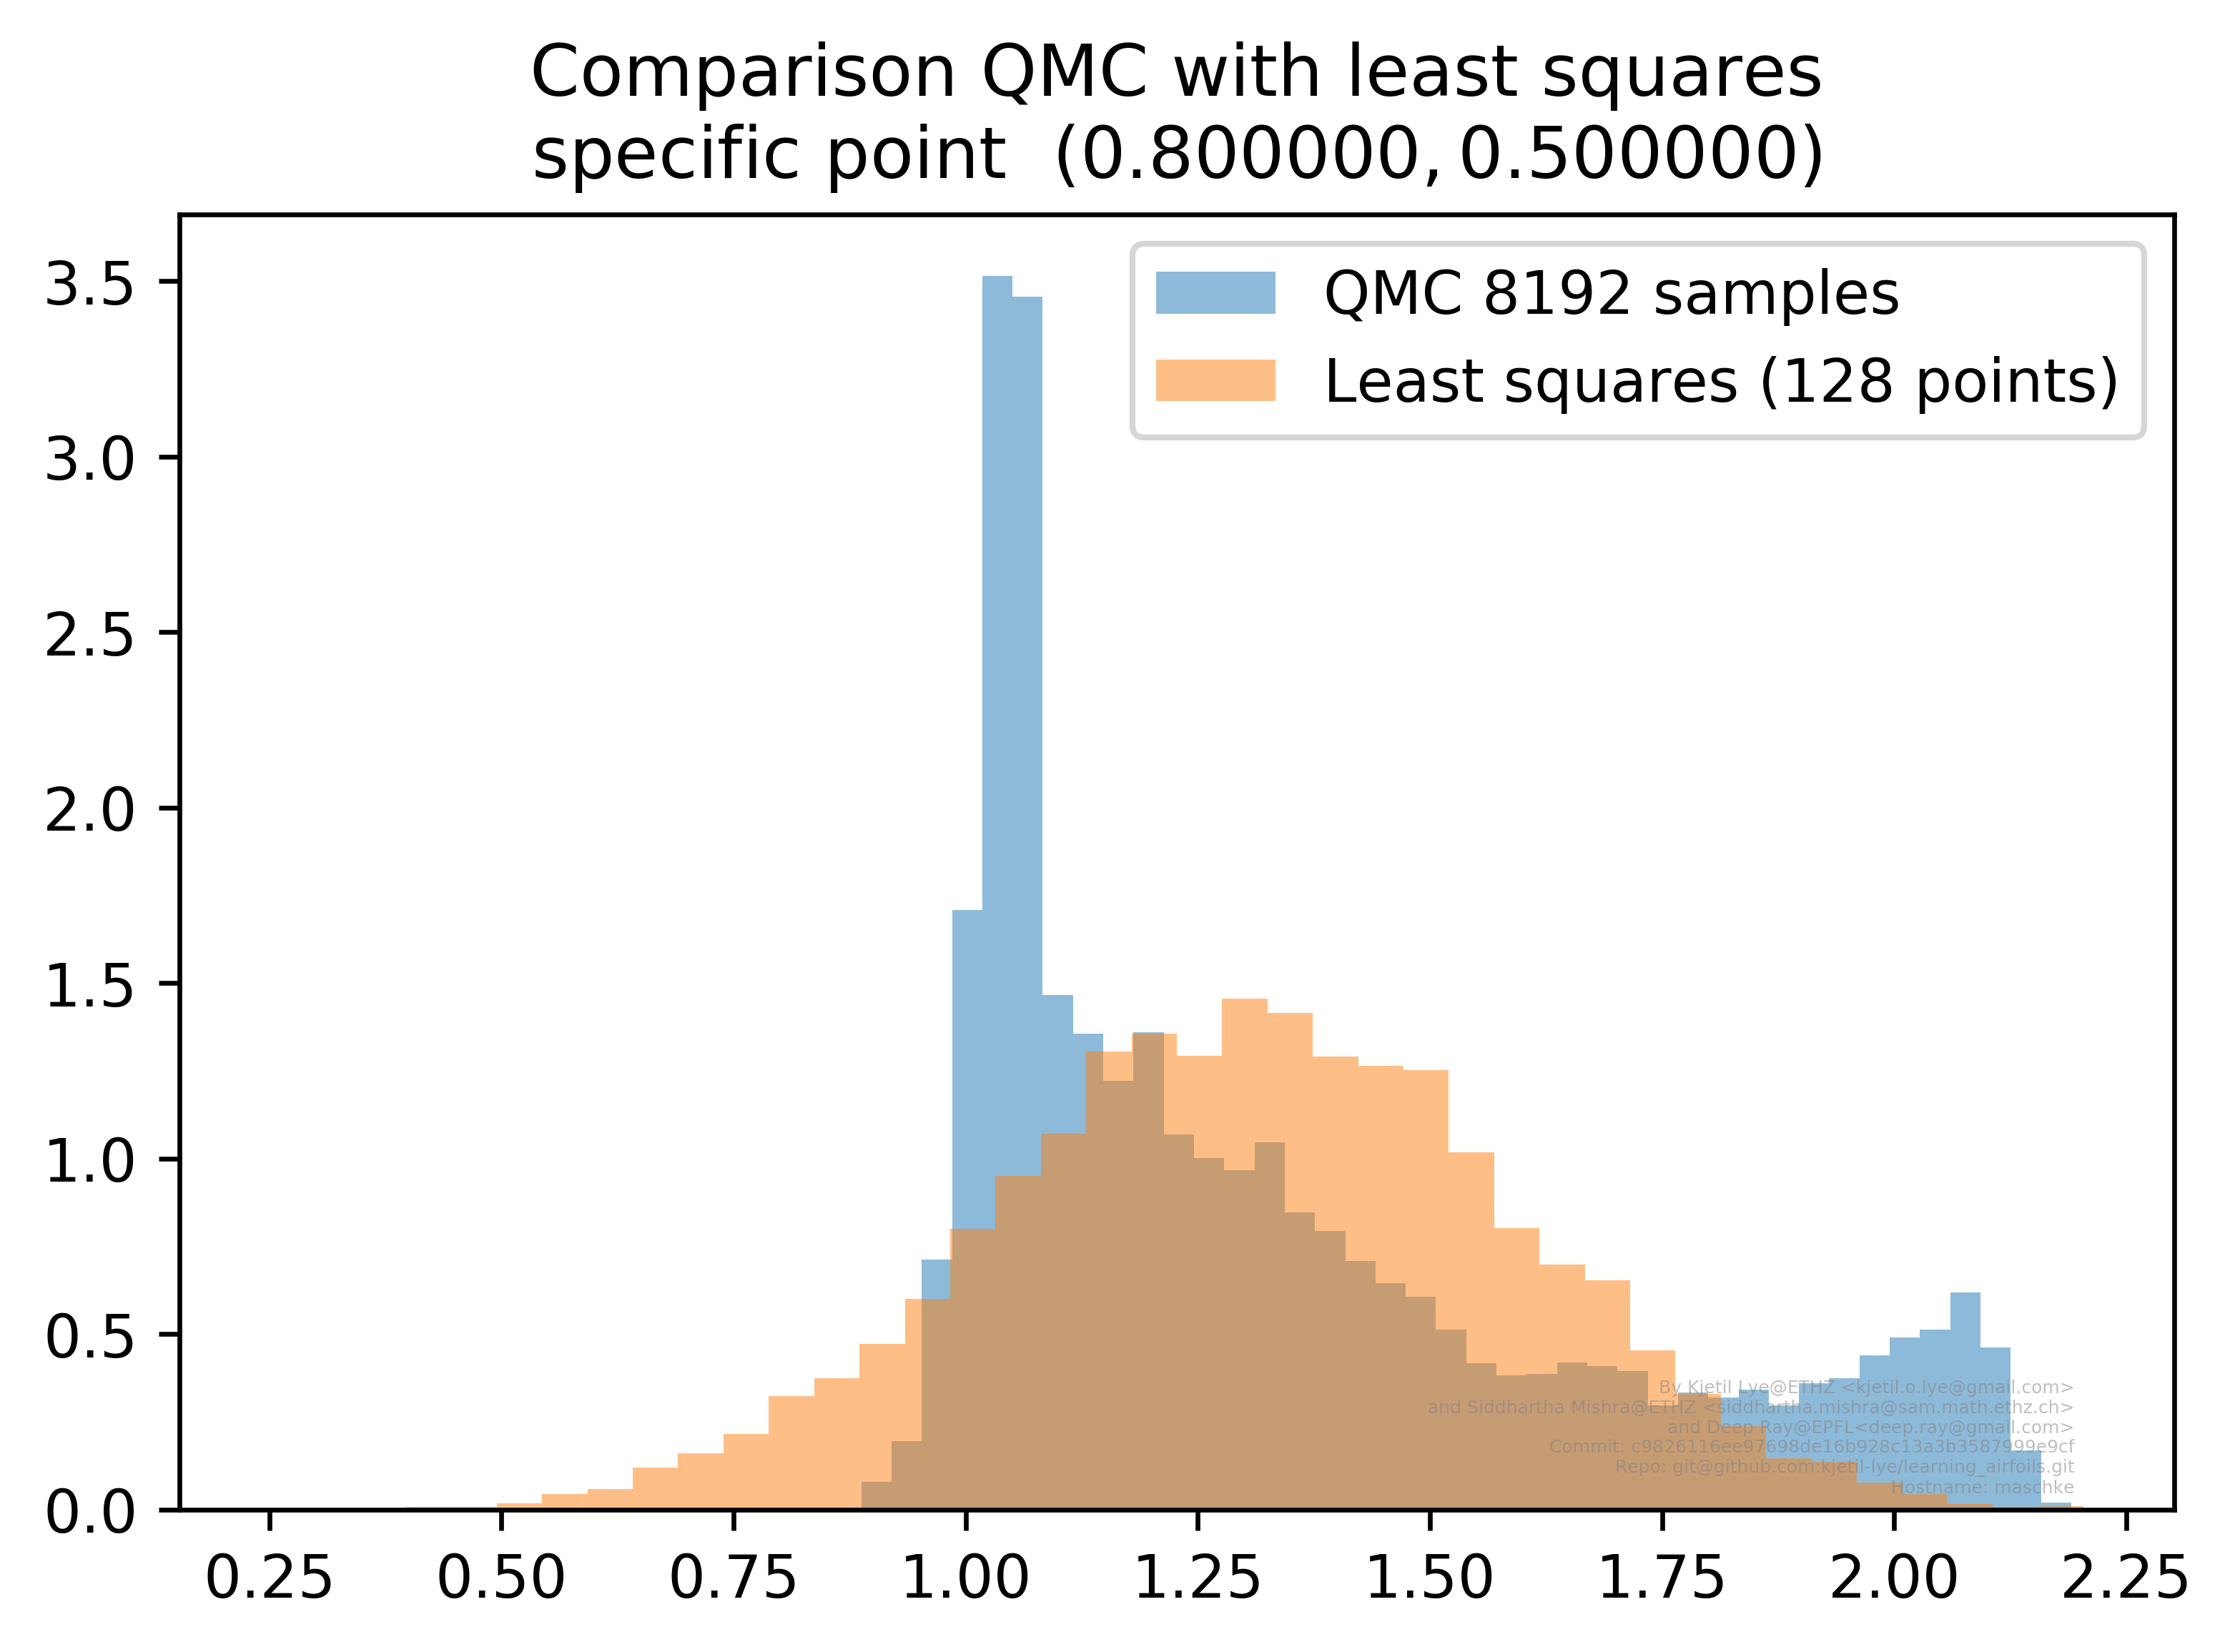 Comparison QMC with least squares
specific point (0.800000, 0.500000)
QMC 8192 samples
Least squares (128 points)
3.5
3.0
2.5
2.0
1.5
1.0
0.5
0.0
By Kjetil Lye@ETHZ <kjetil.o.lye@gmail.com>
and Siddhartha Mishra@ETHZ <siddhartha.mishra@sam.math.ethz.ch>
and Deep Ray@EPFL<deep.ray@gmail.com>
Commit: c9826116ee97698de16b928c13a3b3587999e9cf
Repo: git@github.com:kjetil-lye/learning_airfoils.git
Hostname: maschke
0.25 0.50 0.75 1.00 1.25 1.50 1.75 2.00 2.25